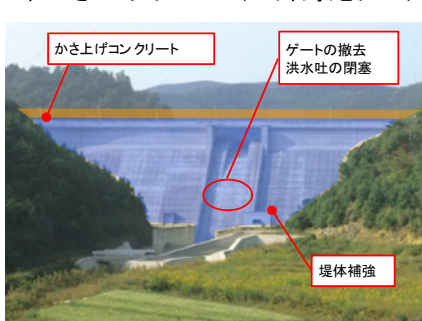 かさ上げコンクリート
ゲートの撤去
洪水吐の閉塞
堤体補強